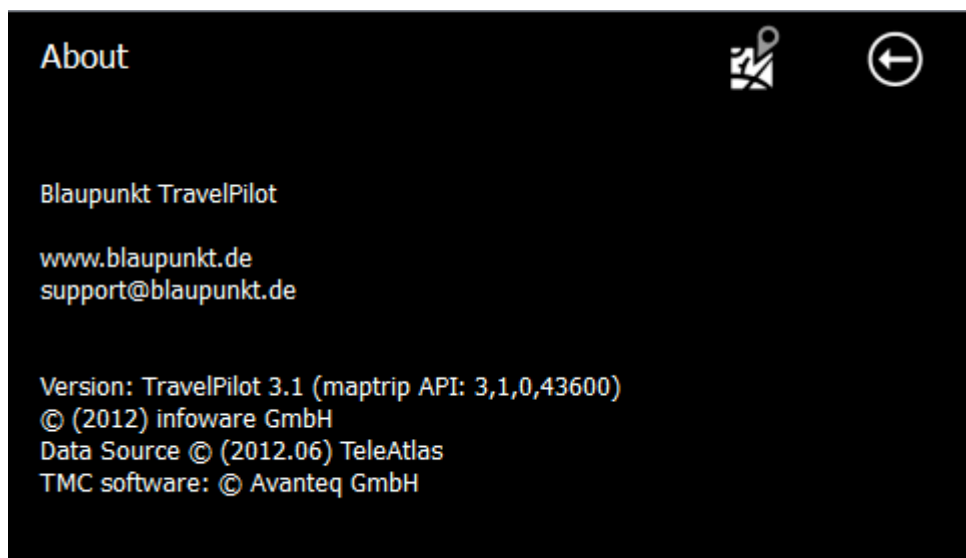 About
Blaupunkt TravelPilot
www.blaupunkt.de
support@blaupunkt.de
Version: TravelPilot 3.1 (maptrip API: 3,1,0,43600)
© (2012) infoware GmbH
Data Source © (2012.06) TeleAtlas
TMC software: © Avanteq GmbH